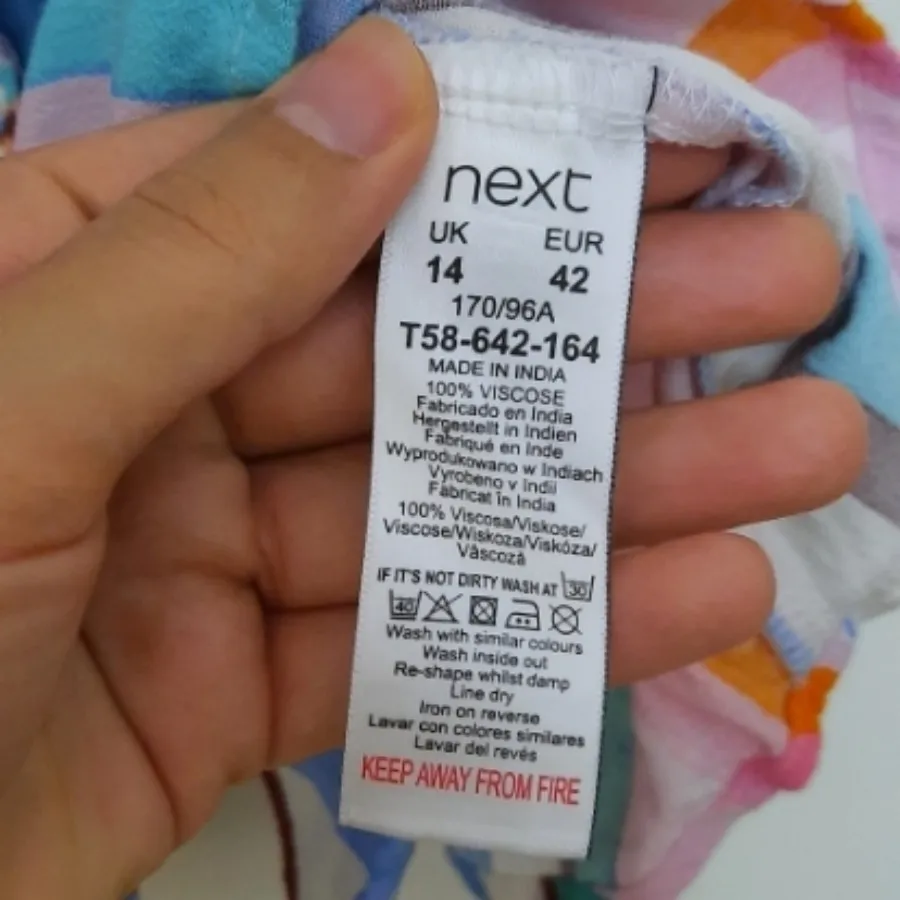 next
UK EUR
14 42
170/96A
T58-642-164
MADE IN INDIA
100% VISCOSE
Fabricado en India
Hergestellt in Indien
Fabriqué en Inde
Wyprodukowano w Indiach
Vyrobeno v Indii
Fabricat în India
100% Viscosa/Viskose/
Viscose/Wiskoza/Viskóza/
Vâscoză
IF IT'S NOT DIRTY WASH AT 30
40
Wash with similar colours
Wash inside out
Re-shape whilst damp
Line dry
Iron on reverse
Lavar con colores similares
Lavar del revés
KEEP AWAY FROM FIRE